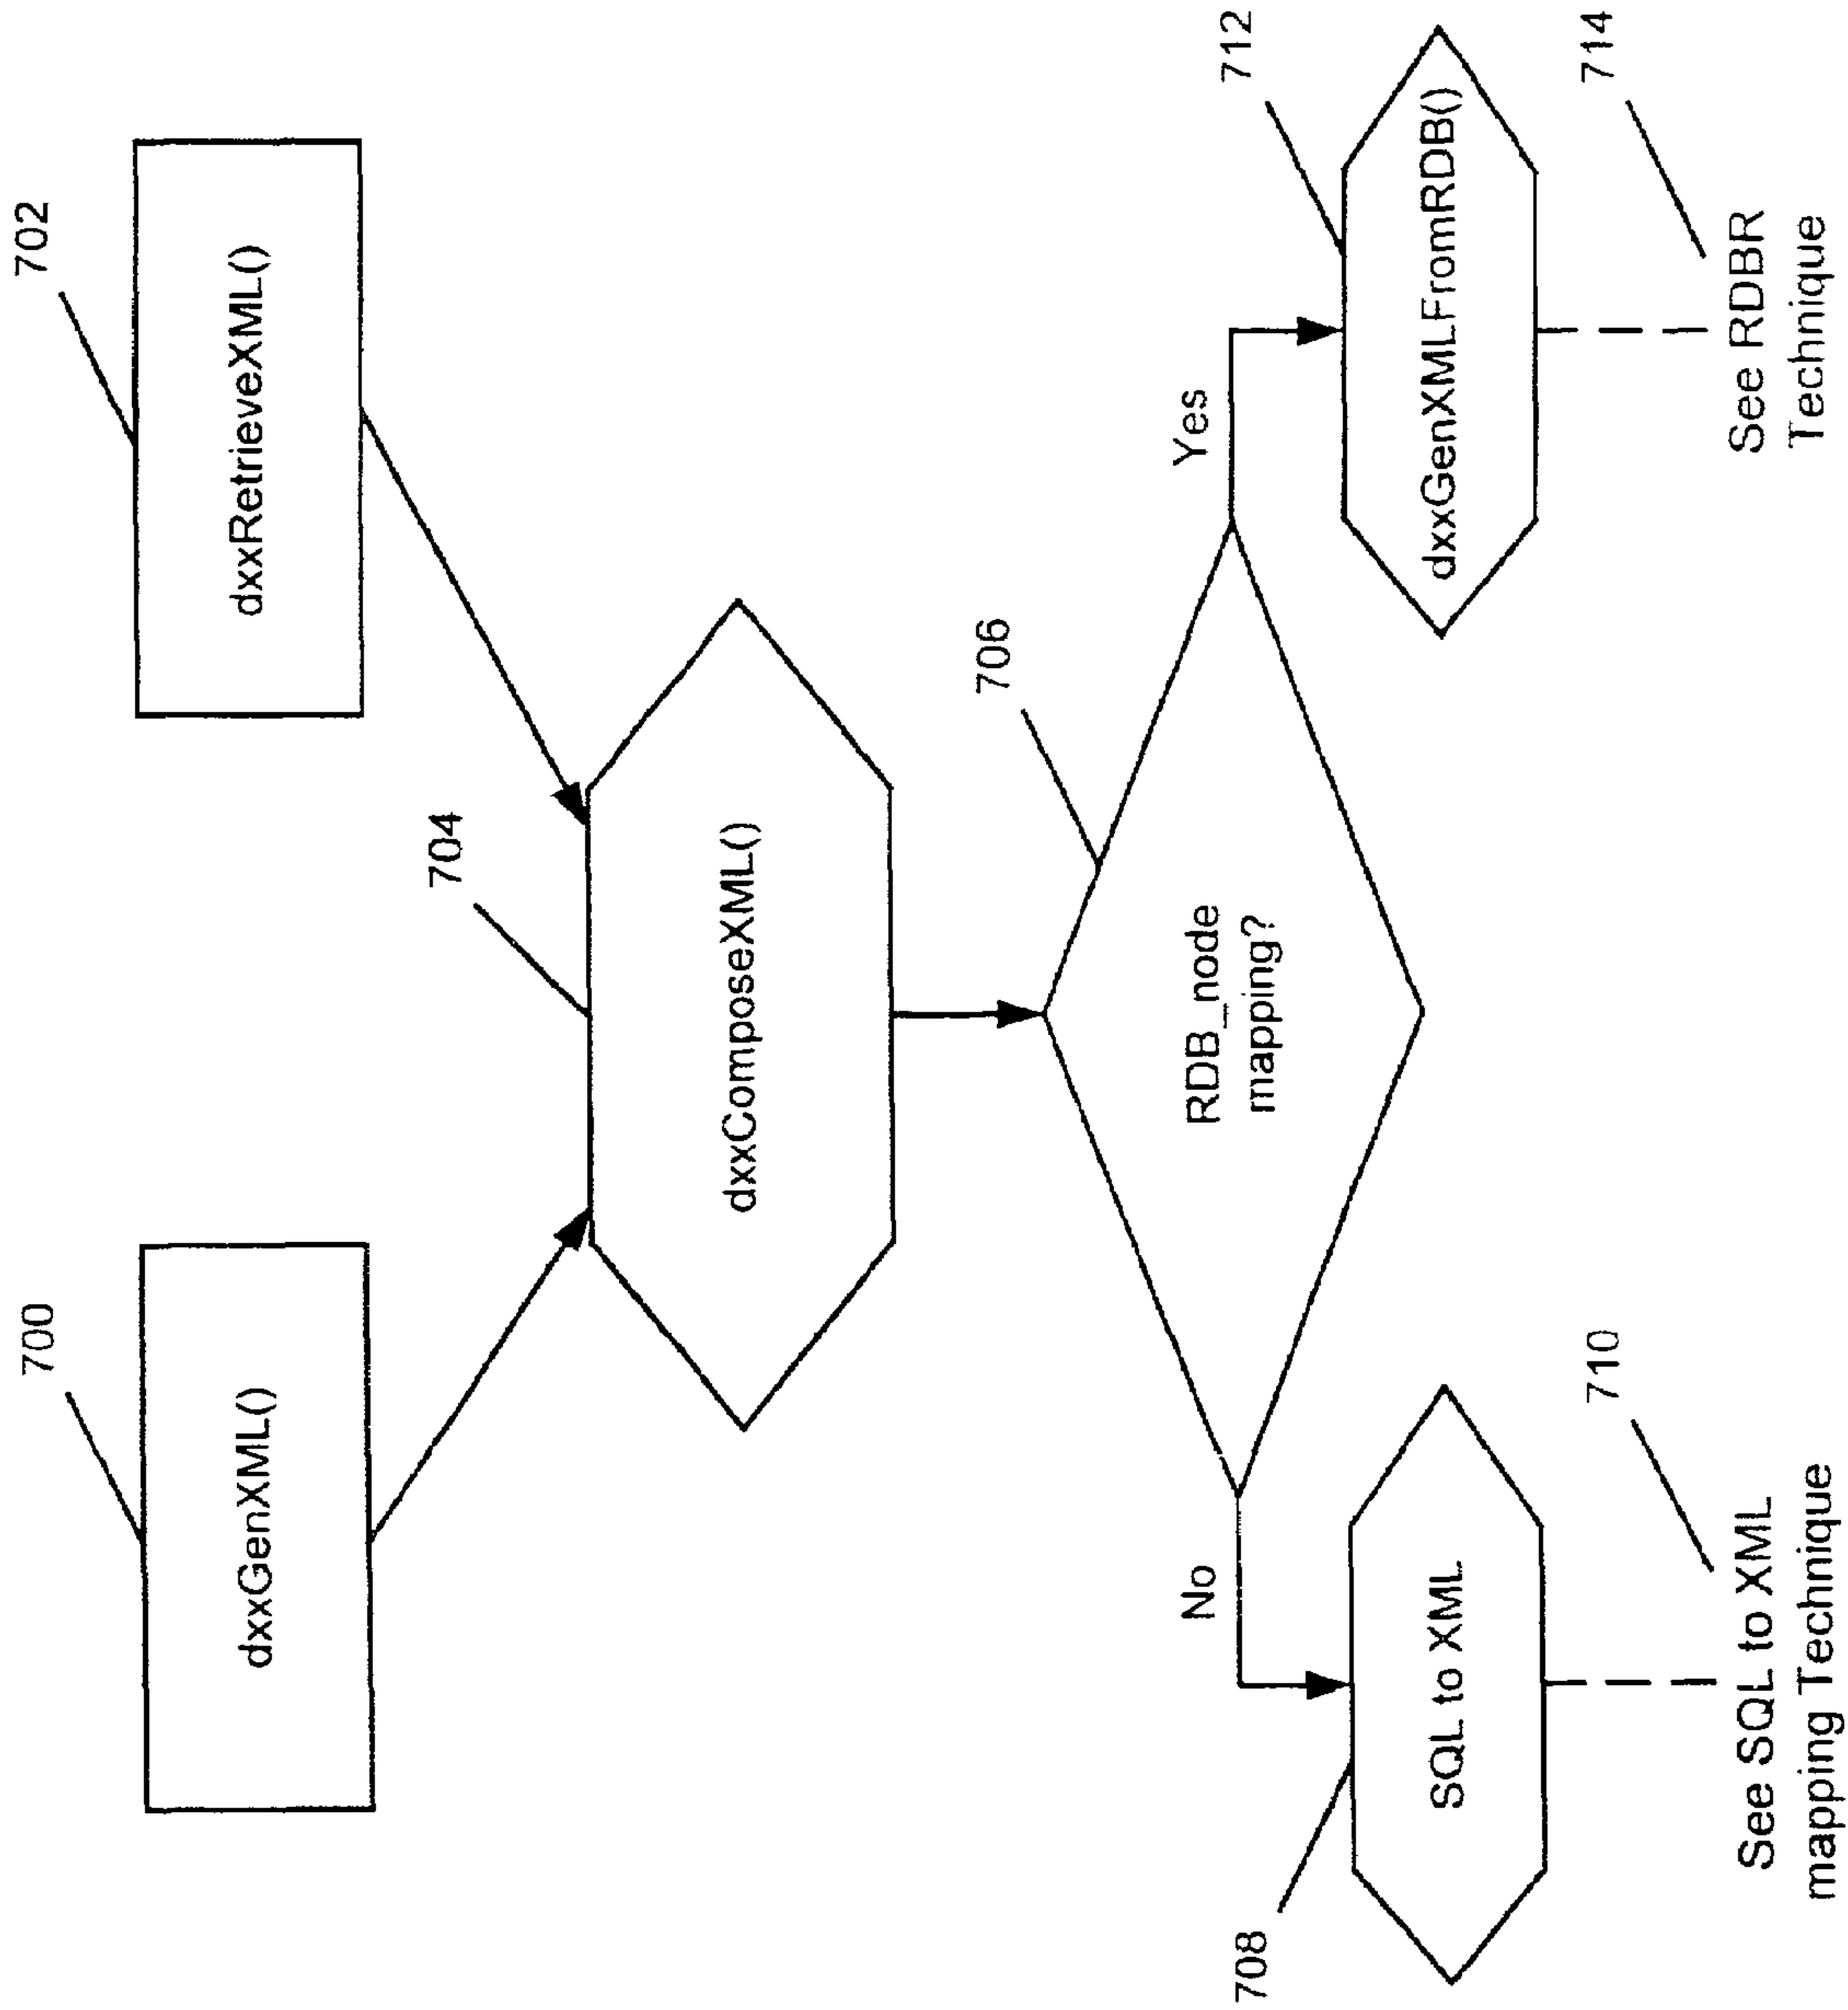 700
702
dxxGenXML()
dxxRetrieveXML()
704
dxxComposeXML()
706
RDB_node
mapping?
No
Yes
708
712
SQL to XML
dxxGenXMLFromRDB()
710
714
See SQL to XML
mapping Technique
See RDBR
Technique